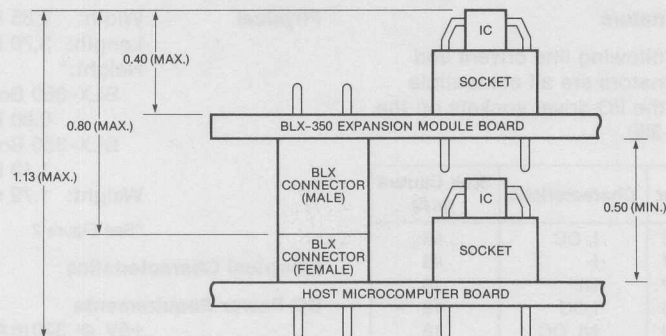 IC
0.40 (MAX.)
SOCKET
0.80 (MAX.)
BLX-350 EXPANSION MODULE BOARD
1.13 (MAX.)
BLX
CONNECTOR
(MALE)
IC
0.50 (MIN.)
BLX
CONNECTOR
(FEMALE)
SOCKET
HOST MICROCOMPUTER BOARD